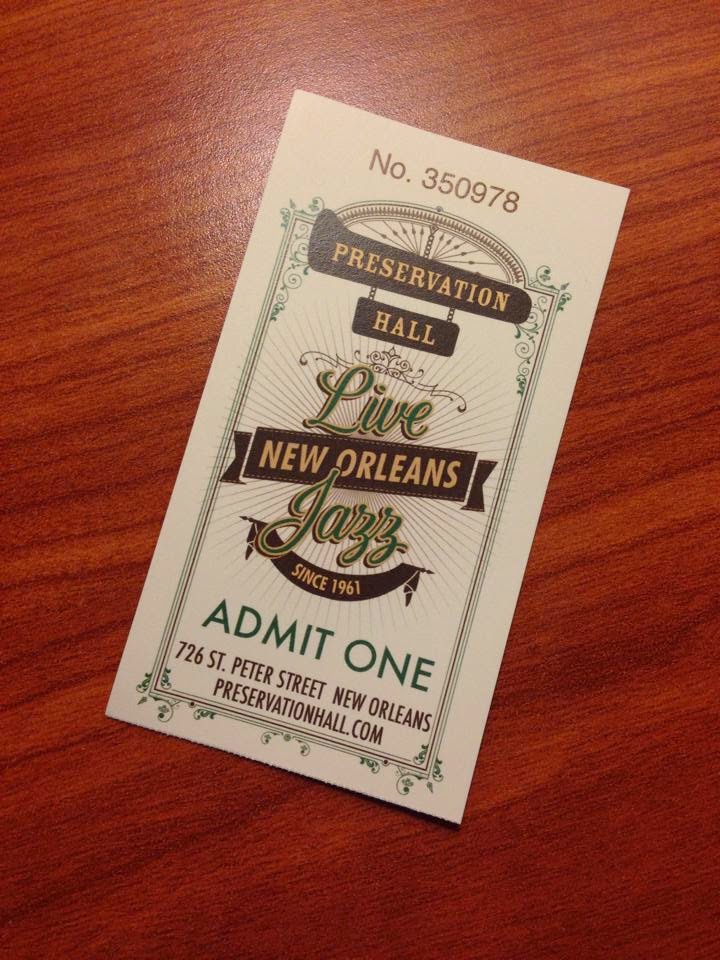 No. 350978
PRESERVATION
HALL
Live
NEW ORLEANS
Jazz
SINCE 1961
ADMIT ONE
726 ST. PETER STREET NEW ORLEANS
PRESERVATIONHALL.COM